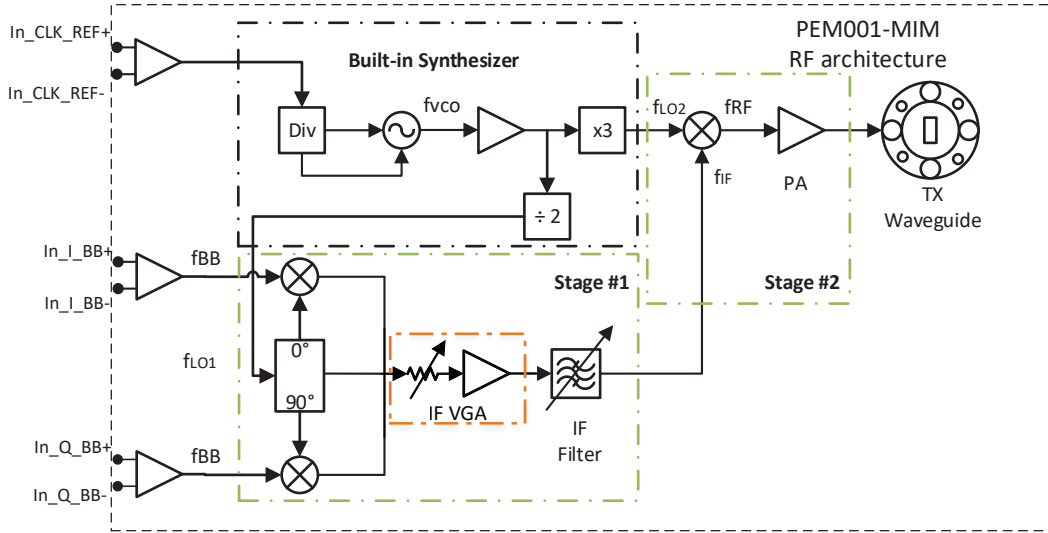 PEM001-MIM
RF architecture
In_CLK_REF+
In_CLK_REF-
Built-in Synthesizer
Div
fvco
x3
÷ 2
fLO2
fRF
fIF
PA
TX
Waveguide
Stage #2
In_I_BB+
In_I_BB-
fBB
Stage #1
fLO1
0°
90°
IF VGA
IF
Filter
In_Q_BB+
In_Q_BB-
fBB